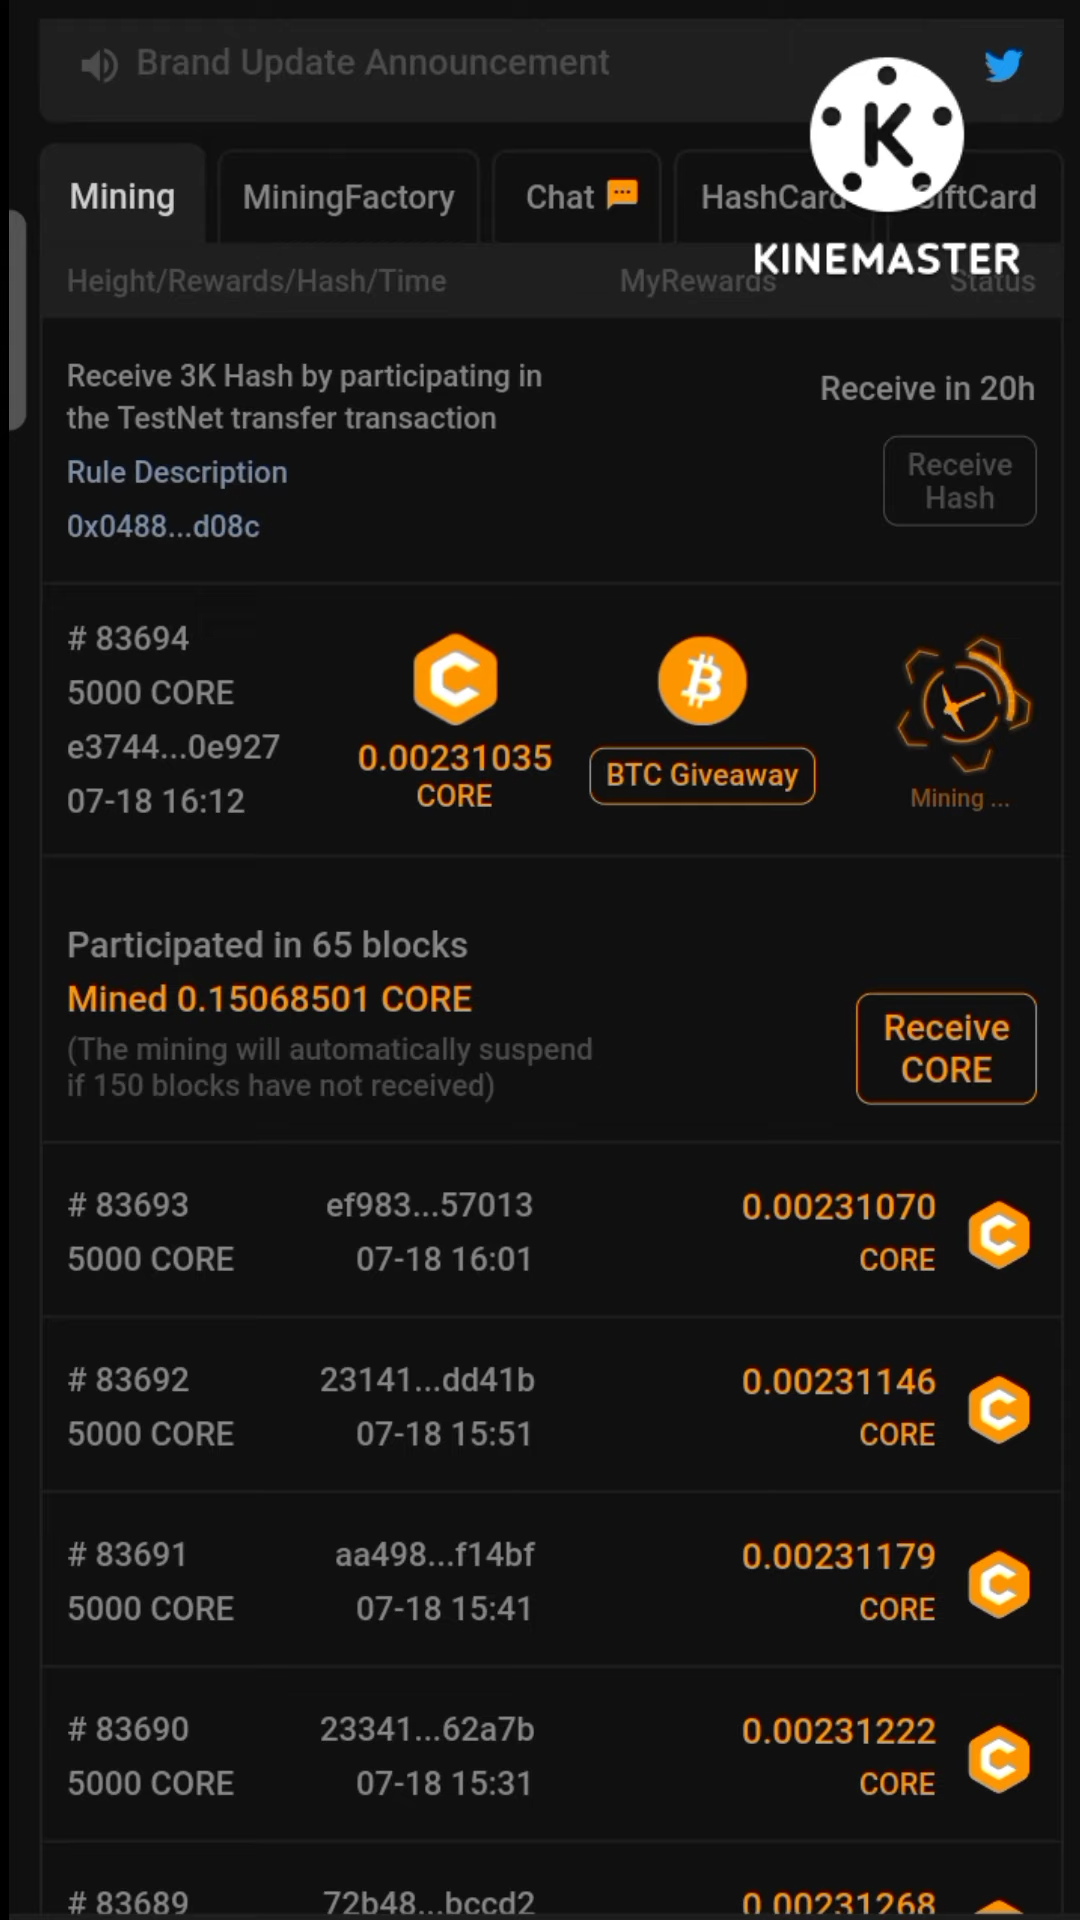 Brand Update Announcement
Mining
MiningFactory
Chat
HashCard
GiftCard
K
KINEMASTER
Height/Rewards/Hash/Time
MyRewards
Status
Receive 3K Hash by participating in
the TestNet transfer transaction
Receive in 20h
Rule Description
Receive
Hash
0x0488...d08c
# 83694
5000 CORE
e3744...0e927
07-18 16:12
0.00231035
CORE
BTC Giveaway
Mining ...
Participated in 65 blocks
Mined 0.15068501 CORE
(The mining will automatically suspend
if 150 blocks have not received)
Receive
CORE
# 83693
ef983...57013
0.00231070
5000 CORE
07-18 16:01
CORE
# 83692
23141...dd41b
0.00231146
5000 CORE
07-18 15:51
CORE
# 83691
aa498...f14bf
0.00231179
5000 CORE
07-18 15:41
CORE
# 83690
23341...62a7b
0.00231222
5000 CORE
07-18 15:31
CORE
# 83689
72b48...bccd2
0.00231268